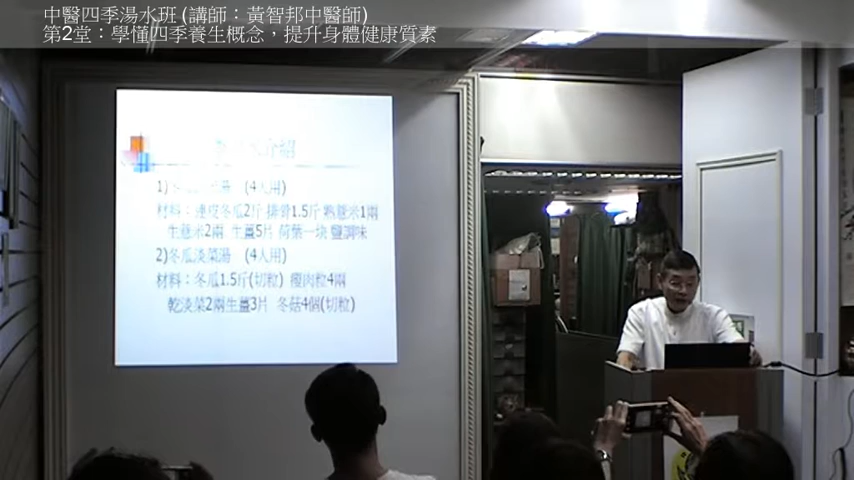 中醫四季湯水班 (講師：黃智邦中醫師)
第2堂：學懂四季養生概念，提升身體健康質素
介紹
1)冬 湯 (4人用)
材料：連皮冬瓜2斤 排骨1.5斤 熟薏米1兩
生薏米2兩 生薑5片 荷葉一塊 鹽調味
2)冬瓜淡菜湯 (4人用)
材料：冬瓜1.5斤(切粒) 瘦肉粒4兩
乾淡菜2兩生薑3片 冬菇4個(切粒)